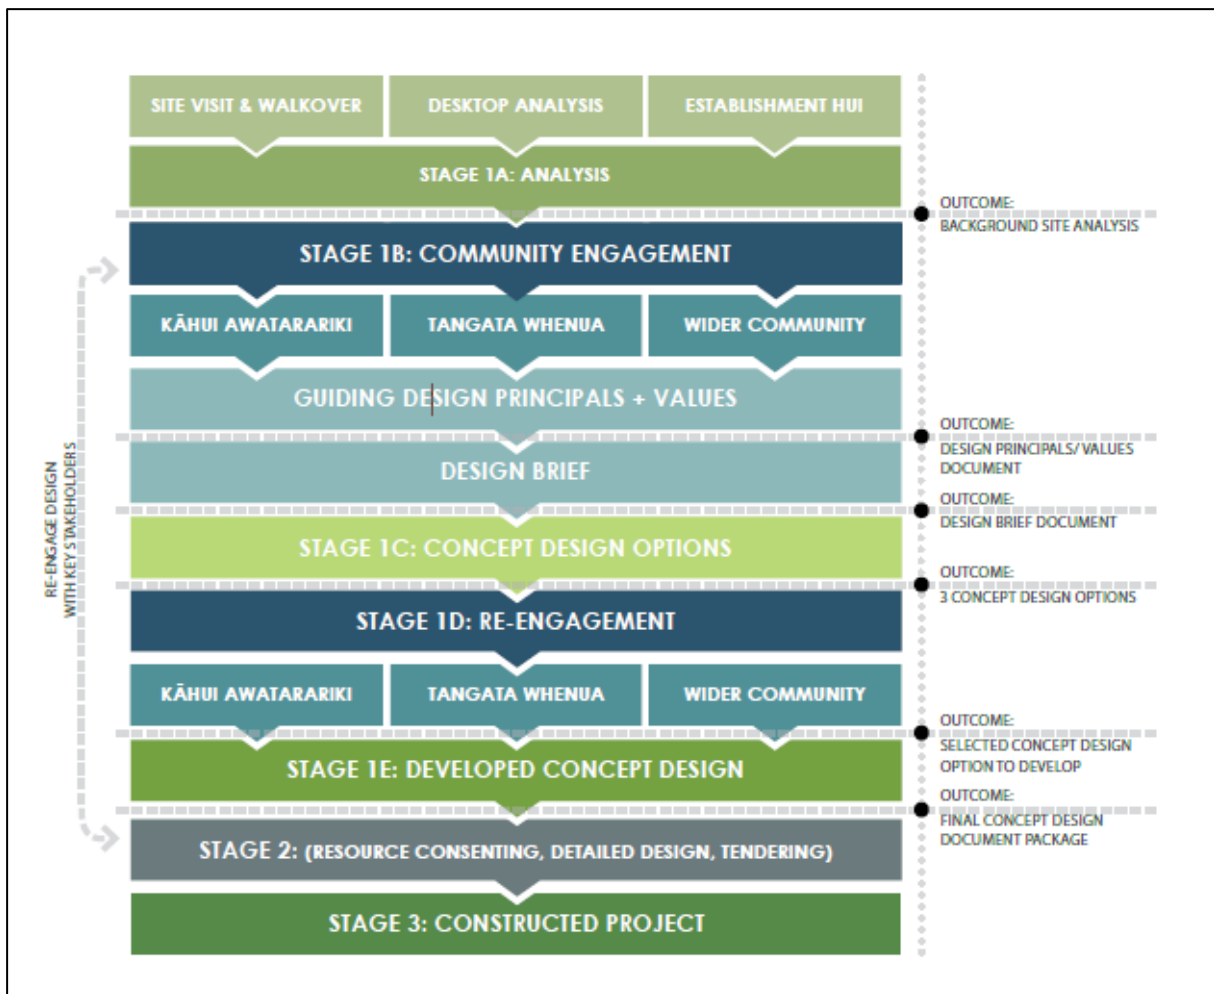 SITE VISIT & WALKOVER
DESKTOP ANALYSIS
ESTABLISHMENT HUI
STAGE 1A: ANALYSIS
OUTCOME:
BACKGROUND SITE ANALYSIS
STAGE 1B: COMMUNITY ENGAGEMENT
KĀHUI AWATARARIKI
TANGATA WHENUA
WIDER COMMUNITY
GUIDING DESIGN PRINCIPALS + VALUES
OUTCOME:
DESIGN PRINCIPALS/ VALUES
DOCUMENT
DESIGN BRIEF
OUTCOME:
DESIGN BRIEF DOCUMENT
STAGE 1C: CONCEPT DESIGN OPTIONS
OUTCOME:
3 CONCEPT DESIGN OPTIONS
RE-ENGAGE DESIGN
WITH KEY STAKEHOLDERS
STAGE 1D: RE-ENGAGEMENT
KĀHUI AWATARARIKI
TANGATA WHENUA
WIDER COMMUNITY
OUTCOME:
SELECTED CONCEPT DESIGN
OPTION TO DEVELOP
STAGE 1E: DEVELOPED CONCEPT DESIGN
OUTCOME:
FINAL CONCEPT DESIGN
DOCUMENT PACKAGE
STAGE 2: (RESOURCE CONSENTING, DETAILED DESIGN, TENDERING)
STAGE 3: CONSTRUCTED PROJECT